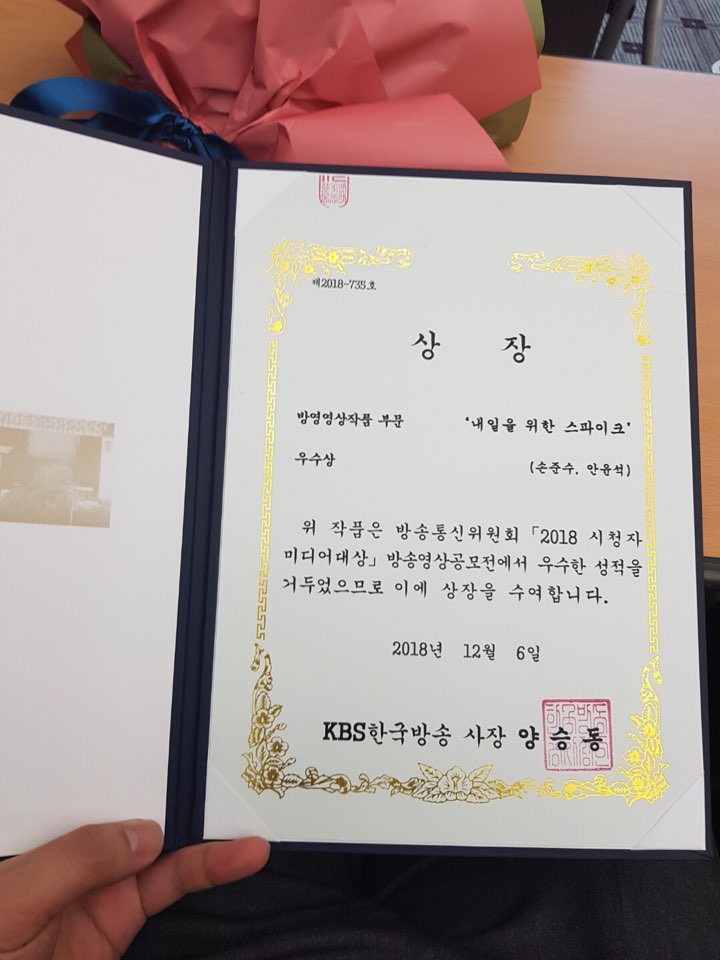 제2018-735호
상 장
방영영상작품 부문 '내일을 위한 스파이크'
우수상 (손준수, 안윤석)
위 작품은 방송통신위원회 「2018 시청자
미디어대상」 방송영상공모전에서 우수한 성적을
거두었으므로 이에 상장을 수여합니다.
2018년 12월 6일
KBS한국방송 사장 양승동